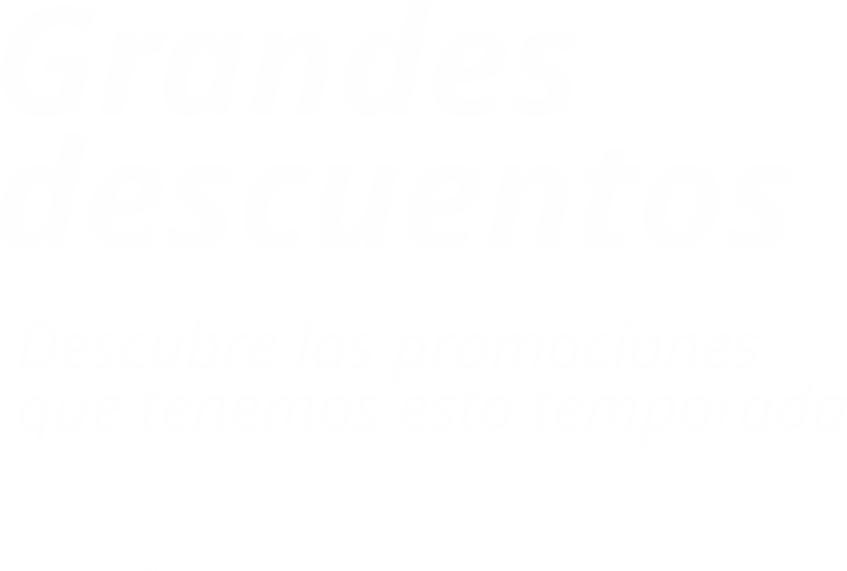 Grandes
descuentos
Descubre las promociones
que tenemos esta temporada